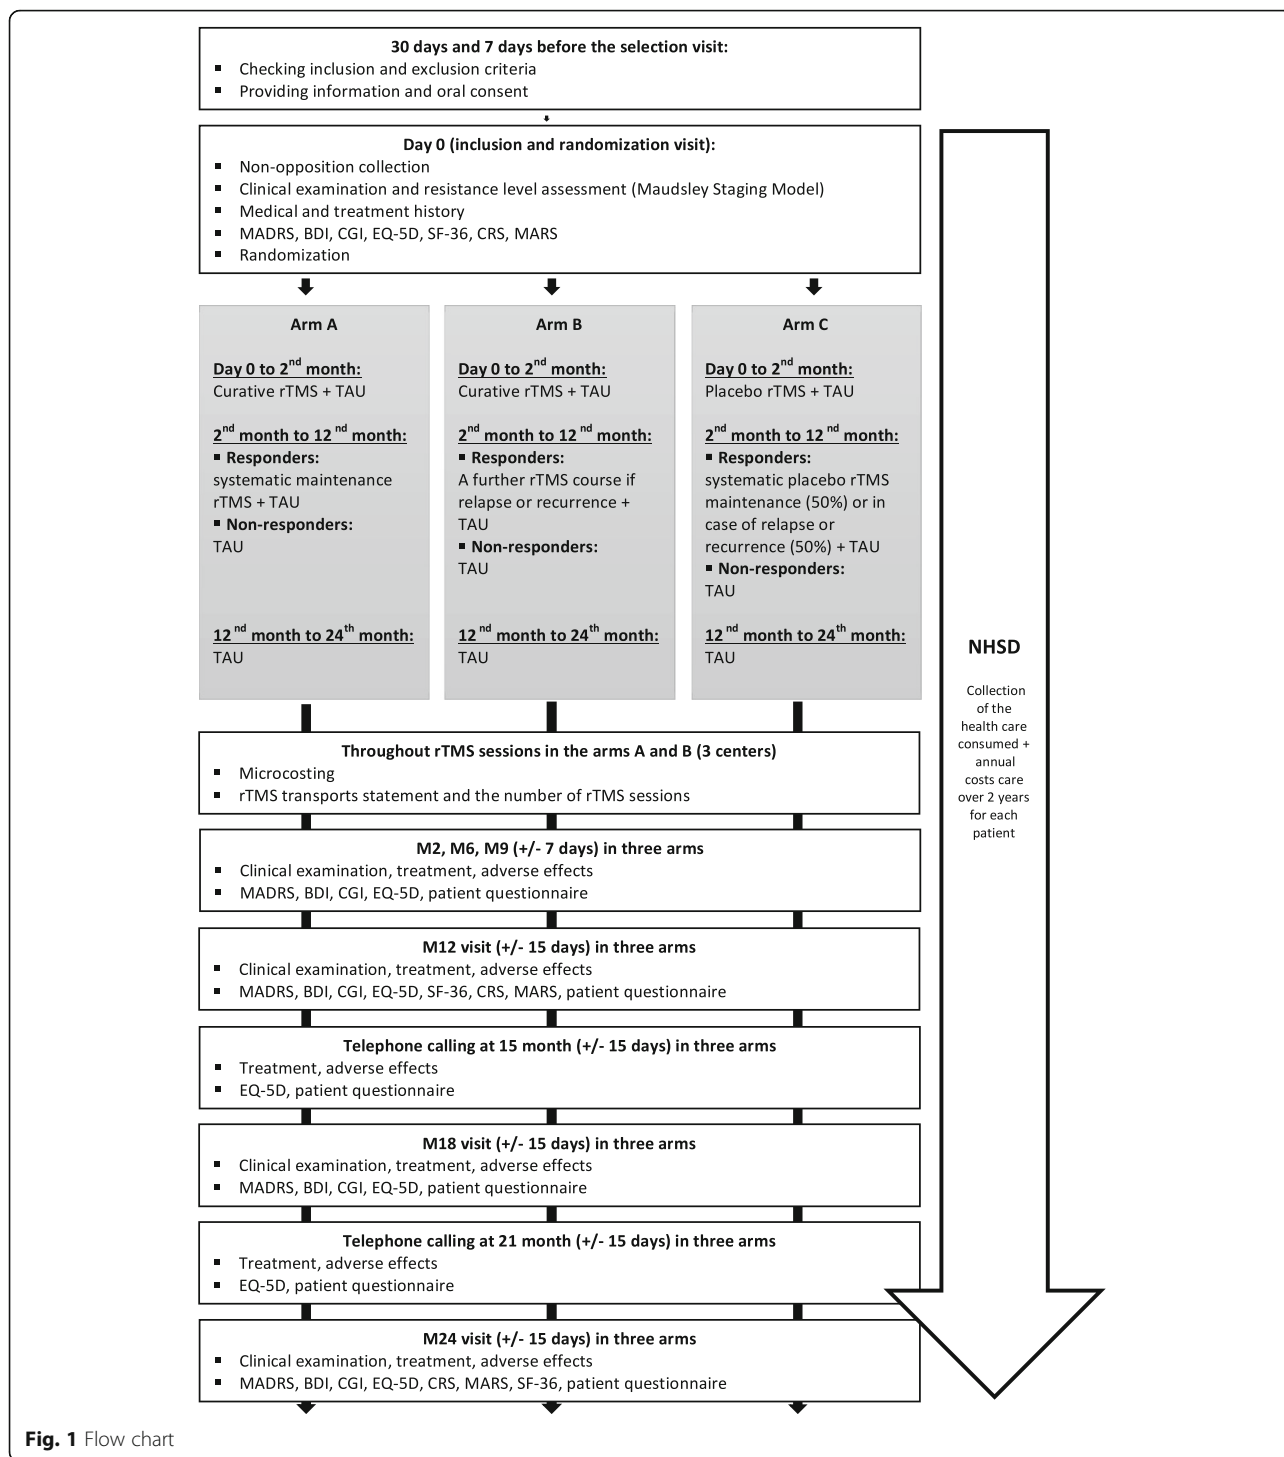 30 days and 7 days before the selection visit:
▪ Checking inclusion and exclusion criteria
▪ Providing information and oral consent
Day 0 (inclusion and randomization visit):
▪ Non-opposition collection
▪ Clinical examination and resistance level assessment (Maudsley Staging Model)
▪ Medical and treatment history
▪ MADRS, BDI, CGI, EQ-5D, SF-36, CRS, MARS
▪ Randomization
Arm A
Day 0 to 2nd month:
Curative rTMS + TAU
2nd month to 12 nd month:
▪ Responders:
systematic maintenance
rTMS + TAU
▪ Non-responders:
TAU
12 nd month to 24th month:
TAU
Arm B
Day 0 to 2nd month:
Curative rTMS + TAU
2nd month to 12 nd month:
▪ Responders:
A further rTMS course if
relapse or recurrence +
TAU
▪ Non-responders:
TAU
12 nd month to 24th month:
TAU
Arm C
Day 0 to 2nd month:
Placebo rTMS + TAU
2nd month to 12 nd month:
▪ Responders:
systematic placebo rTMS
maintenance (50%) or in
case of relapse or
recurrence (50%) + TAU
▪ Non-responders:
TAU
12 nd month to 24th month:
TAU
NHSD
Collection
of the
health care
consumed +
annual
costs care
over 2 years
for each
patient
Throughout rTMS sessions in the arms A and B (3 centers)
▪ Microcosting
▪ rTMS transports statement and the number of rTMS sessions
M2, M6, M9 (+/- 7 days) in three arms
▪ Clinical examination, treatment, adverse effects
▪ MADRS, BDI, CGI, EQ-5D, patient questionnaire
M12 visit (+/- 15 days) in three arms
▪ Clinical examination, treatment, adverse effects
▪ MADRS, BDI, CGI, EQ-5D, SF-36, CRS, MARS, patient questionnaire
Telephone calling at 15 month (+/- 15 days) in three arms
▪ Treatment, adverse effects
▪ EQ-5D, patient questionnaire
M18 visit (+/- 15 days) in three arms
▪ Clinical examination, treatment, adverse effects
▪ MADRS, BDI, CGI, EQ-5D, patient questionnaire
Telephone calling at 21 month (+/- 15 days) in three arms
▪ Treatment, adverse effects
▪ EQ-5D, patient questionnaire
M24 visit (+/- 15 days) in three arms
▪ Clinical examination, treatment, adverse effects
▪ MADRS, BDI, CGI, EQ-5D, CRS, MARS, SF-36, patient questionnaire
Fig. 1 Flow chart